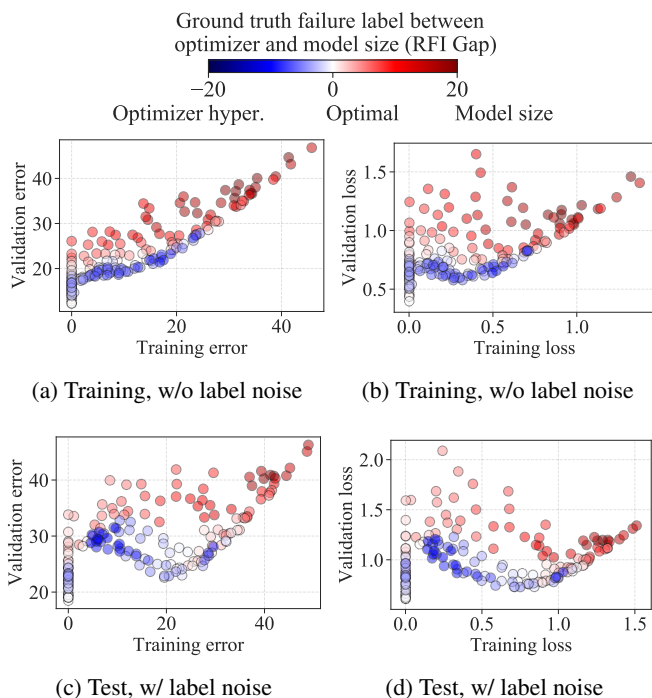 Ground truth failure label between
optimizer and model size (RFI Gap)
−20 0 20
Optimizer hyper. Optimal Model size
Validation error
40
30
20
0 20 40
Training error
(a) Training, w/o label noise
Validation loss
1.5
1.0
0.5
0.0 0.5 1.0
Training loss
(b) Training, w/o label noise
Validation error
40
30
20
0 20 40
Training error
(c) Test, w/ label noise
Validation loss
2.0
1.0
0.0 0.5 1.0 1.5
Training loss
(d) Test, w/ label noise